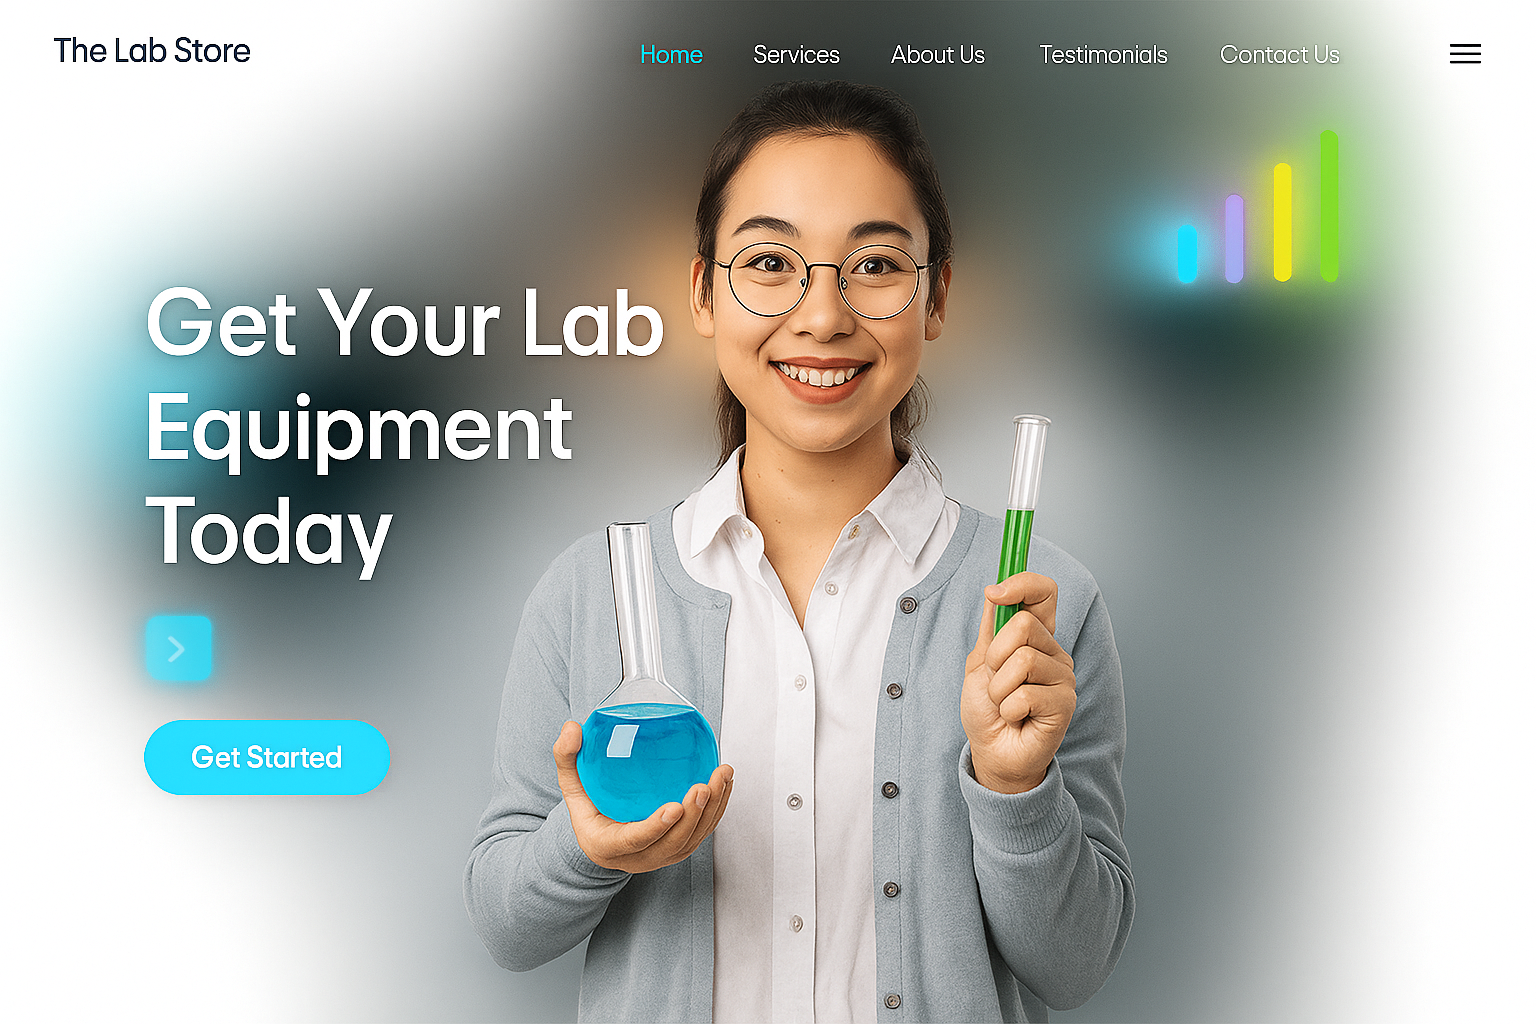 The Lab Store
Home Services About Us Testimonials Contact Us
Get Your Lab
Equipment
Today
Get Started